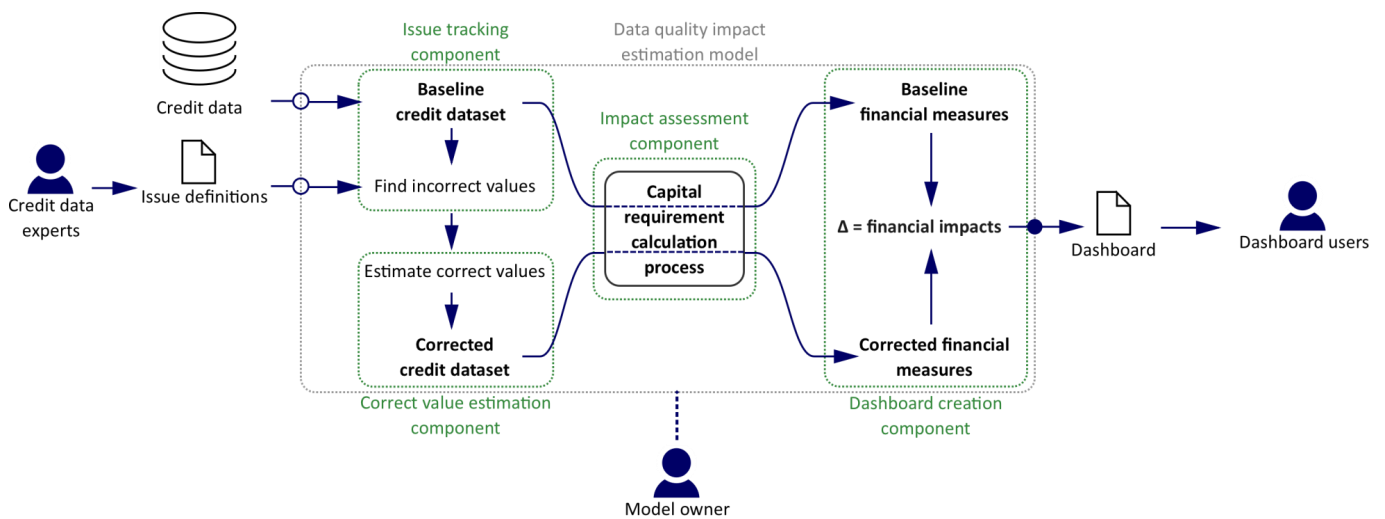 Issue tracking
component
Data quality impact
estimation model
Credit data
Baseline
credit dataset
Baseline
financial measures
Impact assessment
component
Find incorrect values
Issue definitions
Credit data
experts
Capital
requirement
calculation
process
Δ = financial impacts
Dashboard
Dashboard users
Estimate correct values
Corrected
credit dataset
Corrected financial
measures
Correct value estimation
component
Dashboard creation
component
Model owner